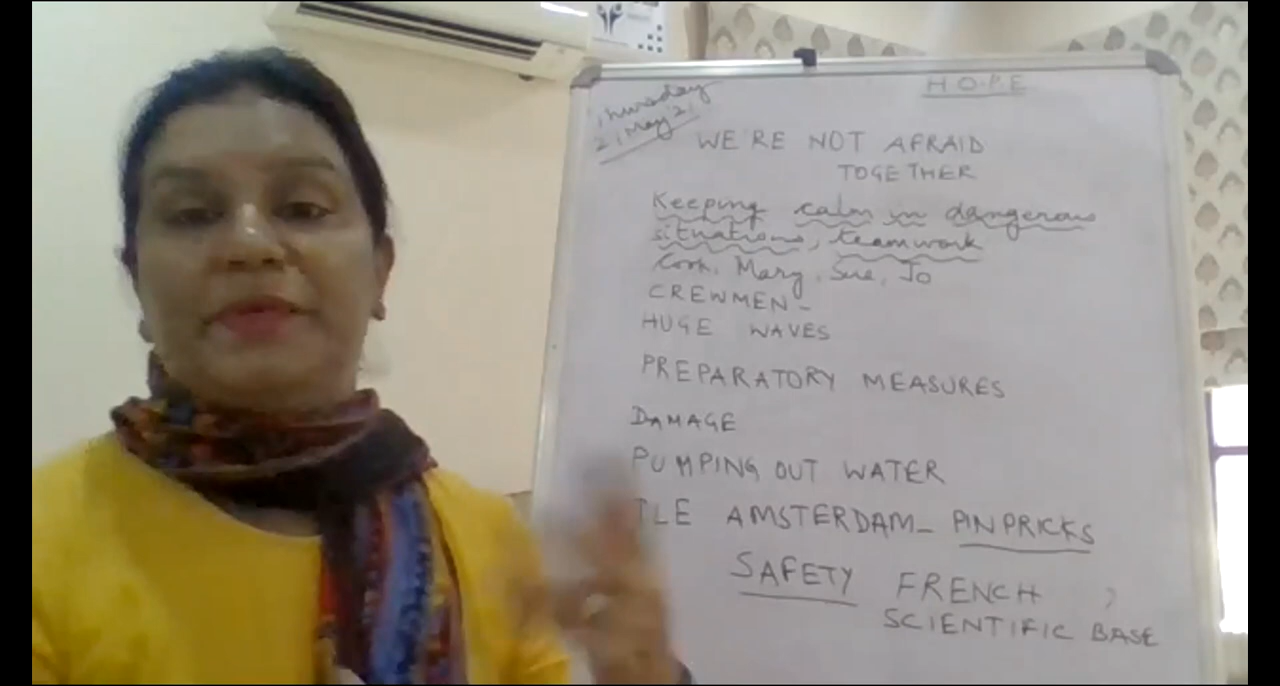 H.O.P.E
Thursday
21 May '21
WE'RE NOT AFRAID
TOGETHER
Keeping calm in dangerous
situations, teamwork
Cook, Mary, Sue, Jo
CREWMEN -
HUGE WAVES
PREPARATORY MEASURES
DAMAGE
PUMPING OUT WATER
AMSTERDAM - PINPRICKS
SAFETY FRENCH
SCIENTIFIC BASE